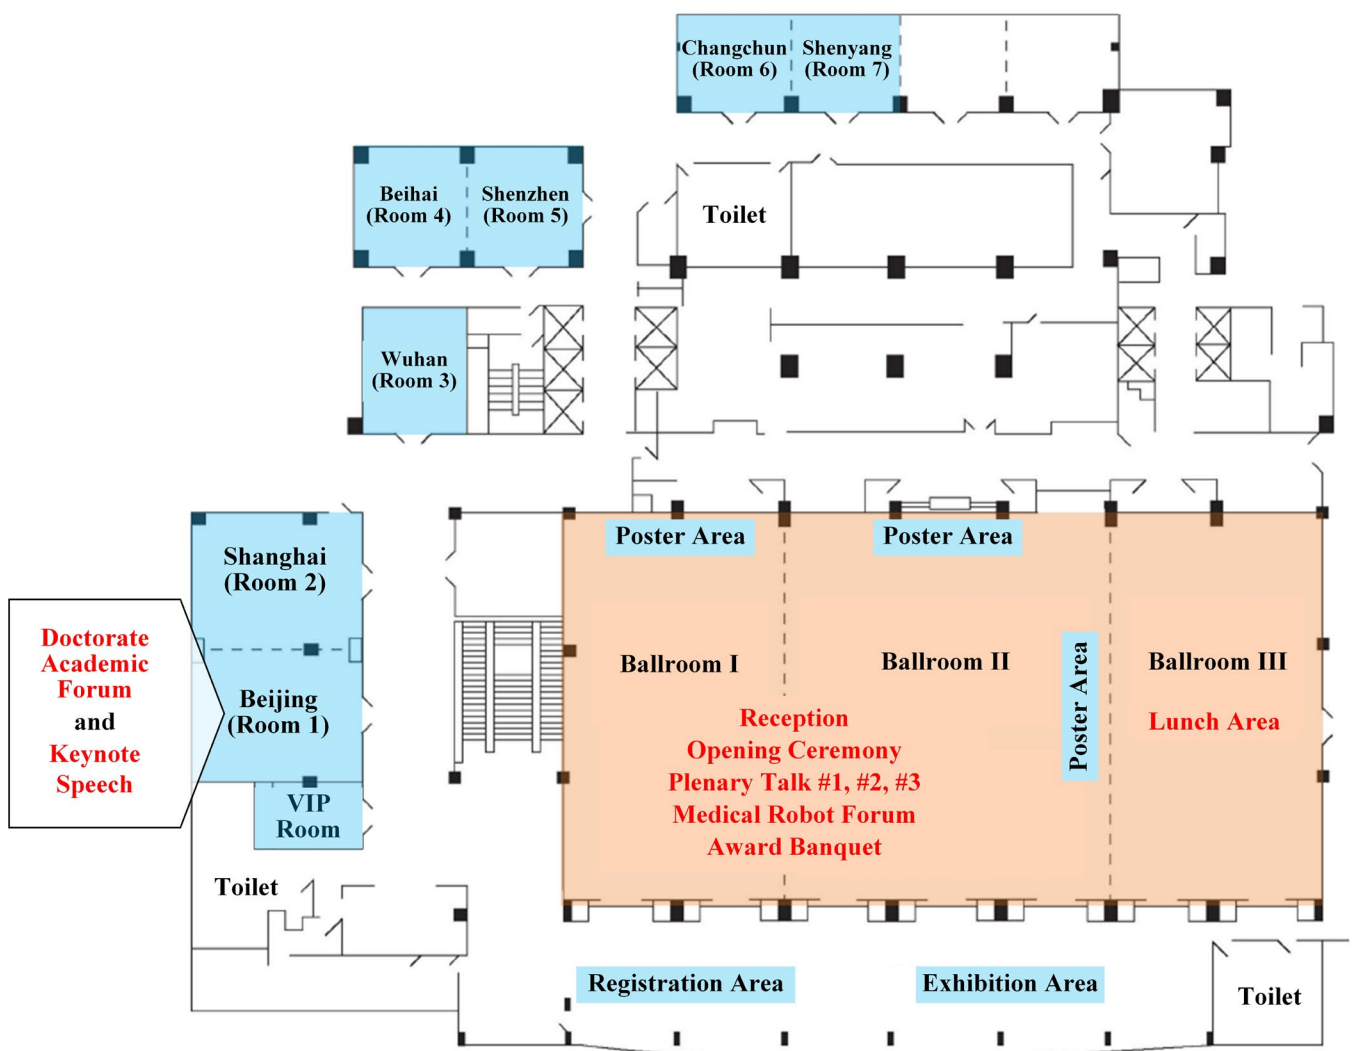 Changchun
(Room 6)
Shenyang
(Room 7)
Beihai
(Room 4)
Shenzhen
(Room 5)
Toilet
Wuhan
(Room 3)
Shanghai
(Room 2)
Poster Area
Poster Area
Doctorate
Academic
Forum
and
Keynote
Speech
Beijing
(Room 1)
Ballroom I
Ballroom II
Poster Area
Ballroom III
Reception
Opening Ceremony
Plenary Talk #1, #2, #3
Medical Robot Forum
Award Banquet
Lunch Area
VIP
Room
Toilet
Registration Area
Exhibition Area
Toilet